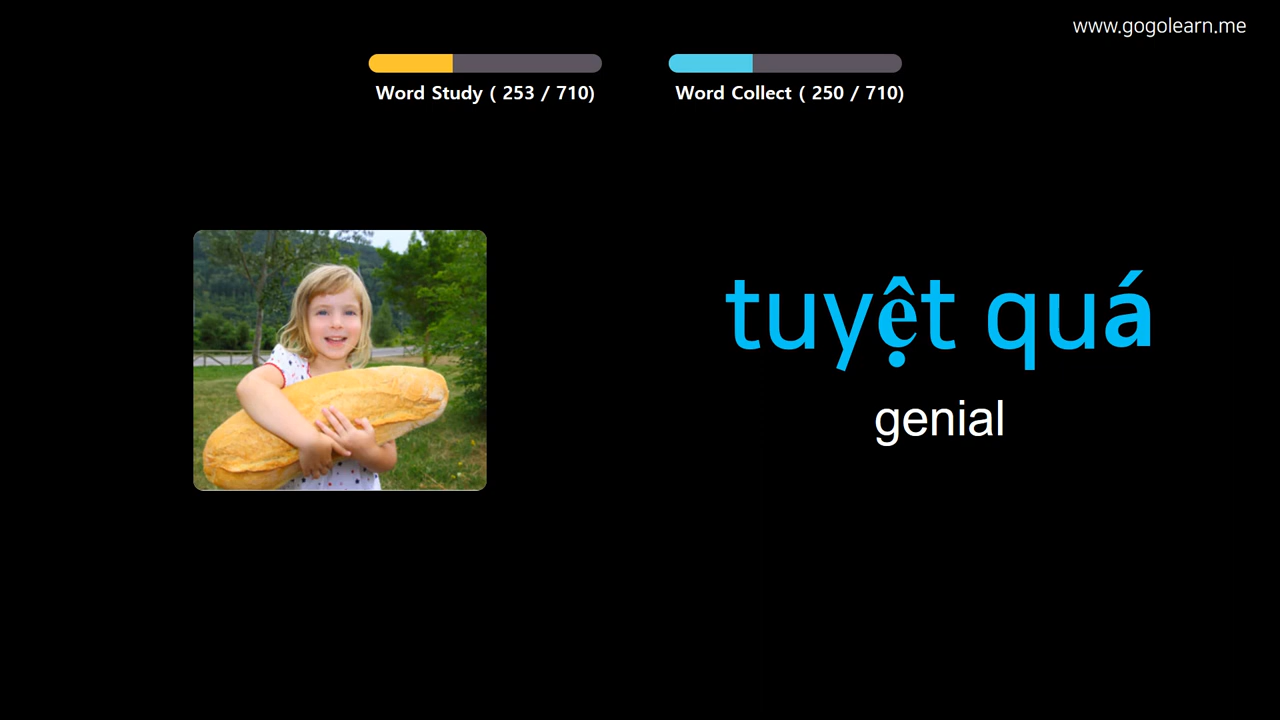 www.gogolearn.me
Word Study ( 253 / 710)
Word Collect ( 250 / 710)
tuyệt quá
genial